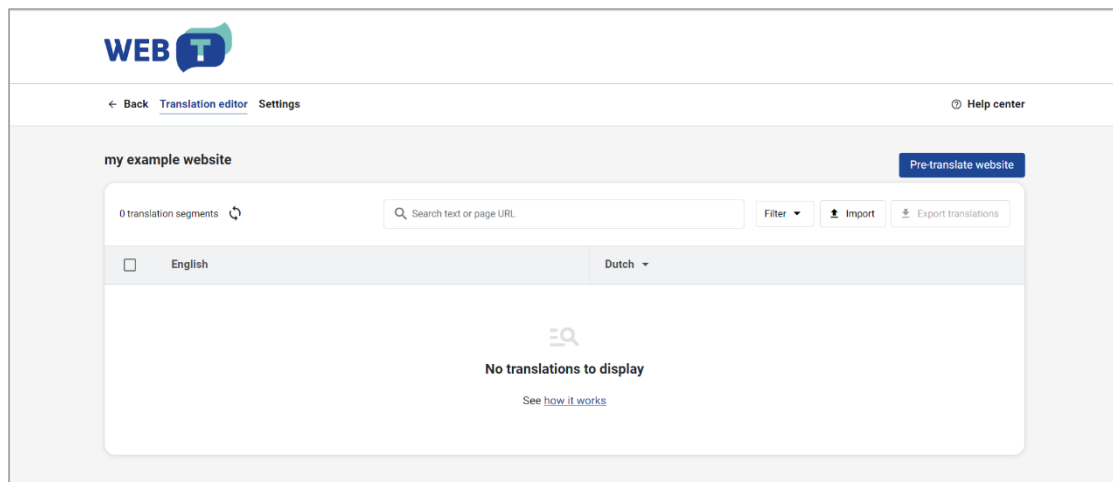 WEB T
Back Translation editor Settings Help center
my example website
Pre-translate website
0 translation segments Search text or page URL Filter Import Export translations
English Dutch
No translations to display
See how it works